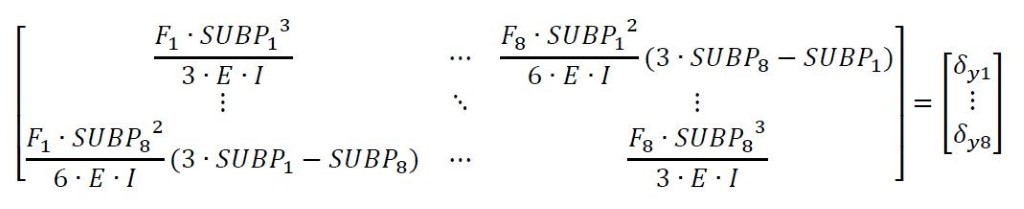 [ F₁ · SUBP₁³ / 3 · E · I ⋯ F₈ · SUBP₁² / 6 · E · I (3 · SUBP₈ − SUBP₁)
⋮ ⋱ ⋮
F₁ · SUBP₈² / 6 · E · I (3 · SUBP₁ − SUBP₈) ⋯ F₈ · SUBP₈³ / 3 · E · I ] = [ δy1 ⋮ δy8 ]